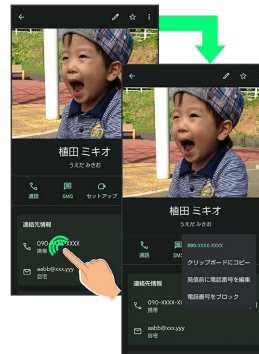 植田 ミキオ
うえだ みきお
通話
SMS
セットアップ
連絡先情報
090-XXXX-XXXX
携帯
aabb@xxx.yyy
自宅
植田 ミキオ
うえだ みきお
通話
SMS
090-XXXX-XXXX
クリップボードにコピー
発信前に電話番号を編集
電話番号をブロック
連絡先情報
090-XXXX-XXXX
携帯
aabb@xxx.yyy
自宅